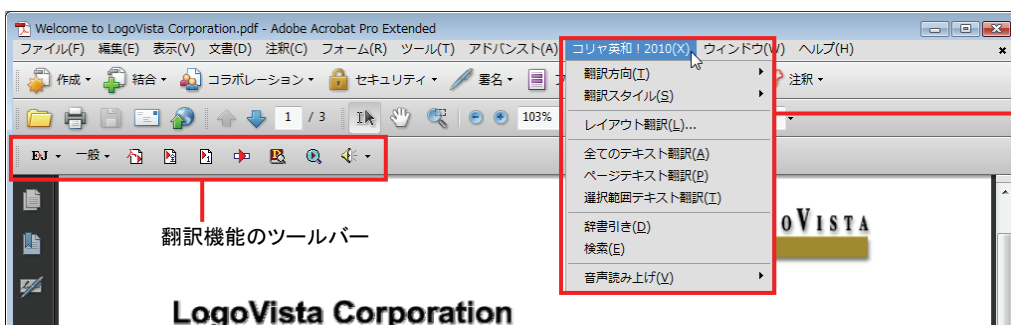 Welcome to LogoVista Corporation.pdf - Adobe Acrobat Pro Extended
ファイル(F) 編集(E) 表示(V) 文書(D) 注釈(C) フォーム(R) ツール(T) アドバンスト(A) コリャ英和！2010(X) ウィンドウ(W) ヘルプ(H)
作成 結合 コラボレーション セキュリティ 署名 注釈
1 / 3 103%
EJ 一般
翻訳方向(T)
翻訳スタイル(S)
レイアウト翻訳(L)...
全てのテキスト翻訳(A)
ページテキスト翻訳(P)
選択範囲テキスト翻訳(T)
辞書引き(D)
検索(E)
音声読み上げ(V)
翻訳機能のツールバー
oVista
LogoVista Corporation